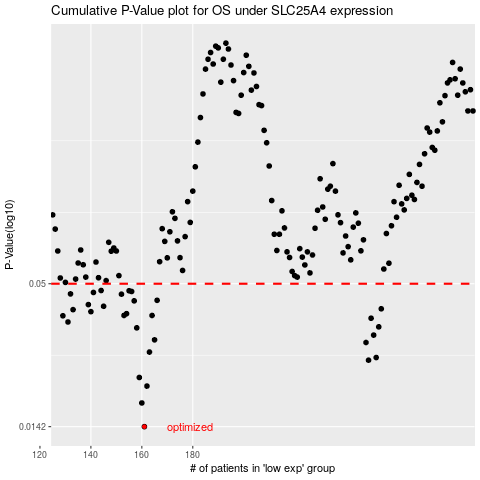 Cumulative P-Value plot for OS under SLC25A4 expression
P-Value(log10)
0.05
0.0142
optimized
120 140 160 180
# of patients in 'low exp' group